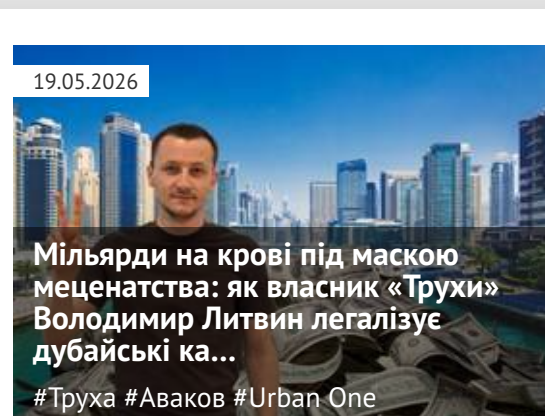 19.05.2026
Мільярди на крові під маскою
меценатства: як власник «Трухи»
Володимир Литвин легалізує
дубайські ка...
#Труха #Аваков #Urban One